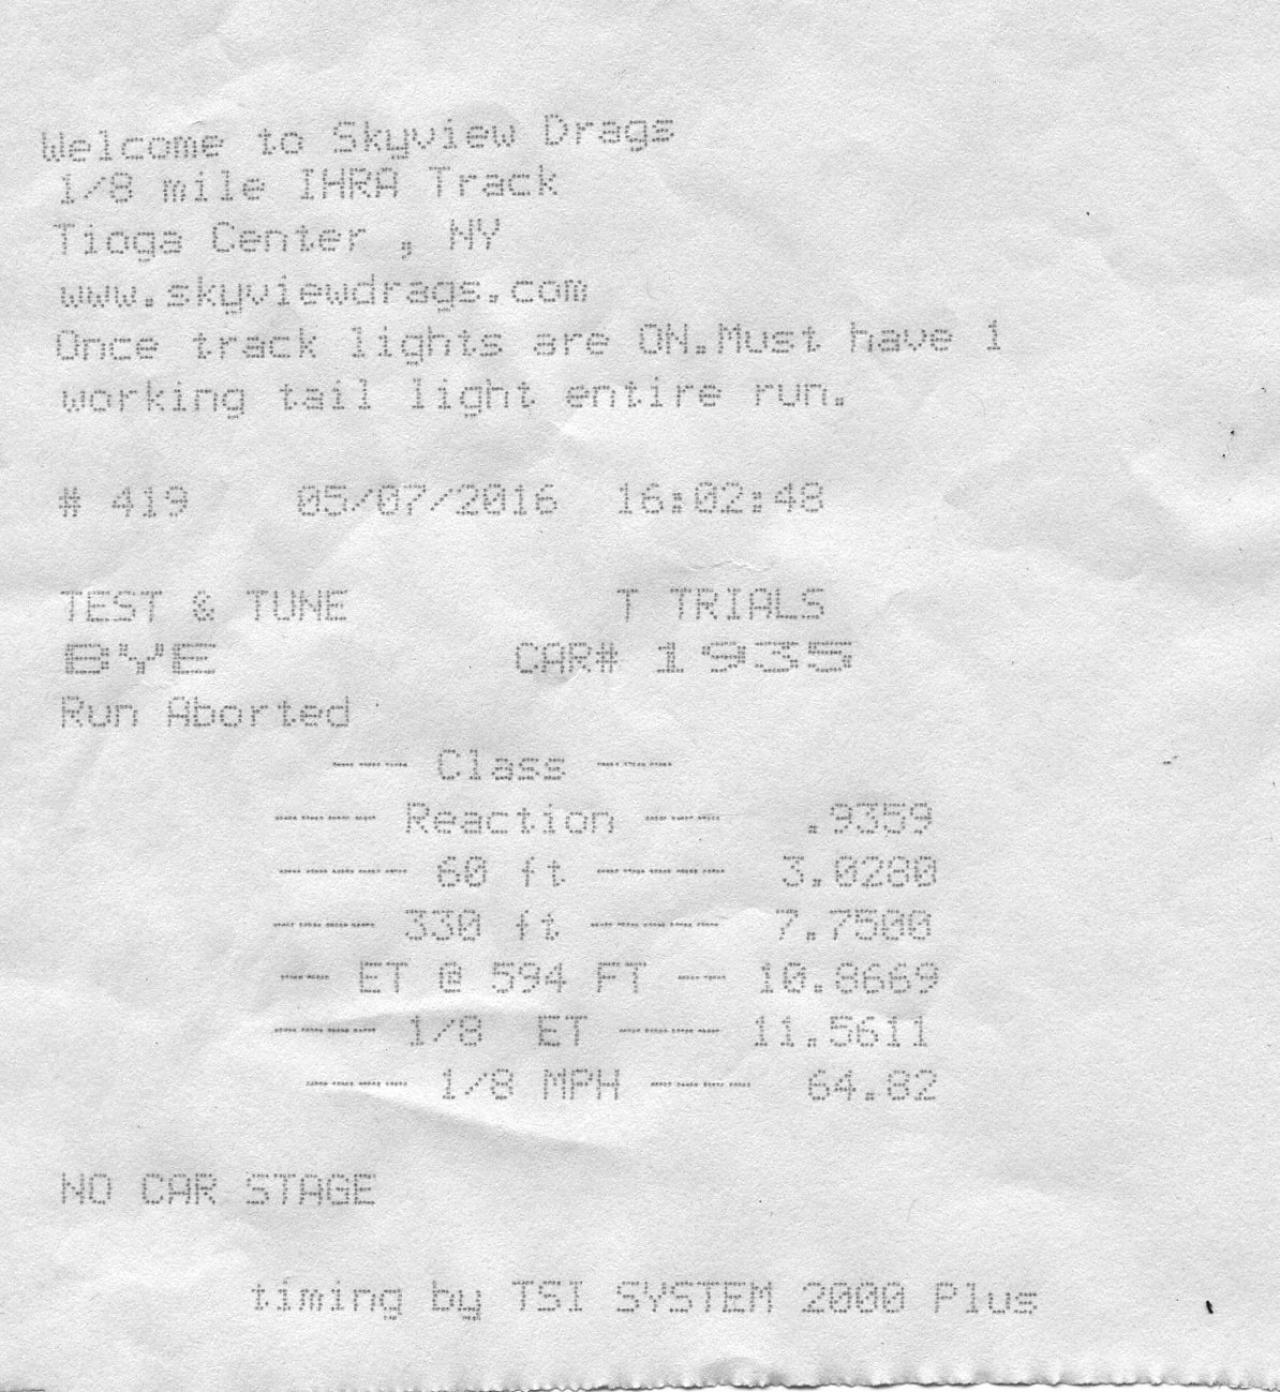 Welcome to Skyview Drags
1/8 mile IHRA Track
Tioga Center , NY
www.skyviewdrags.com
Once track lights are ON.Must have 1
working tail light entire run.
# 419 05/07/2016 16:02:48
TEST & TUNE T TRIALS
BYE CAR# 1935
Run Aborted
---- Class ----
---- Reaction ---- .9359
----- 60 ft ----- 3.0280
---- 330 ft ----- 7.7500
-- ET @ 594 FT -- 10.8669
---- 1/8 ET ---- 11.5611
---- 1/8 MPH ---- 64.82
NO CAR STAGE
timing by TSI SYSTEM 2000 Plus